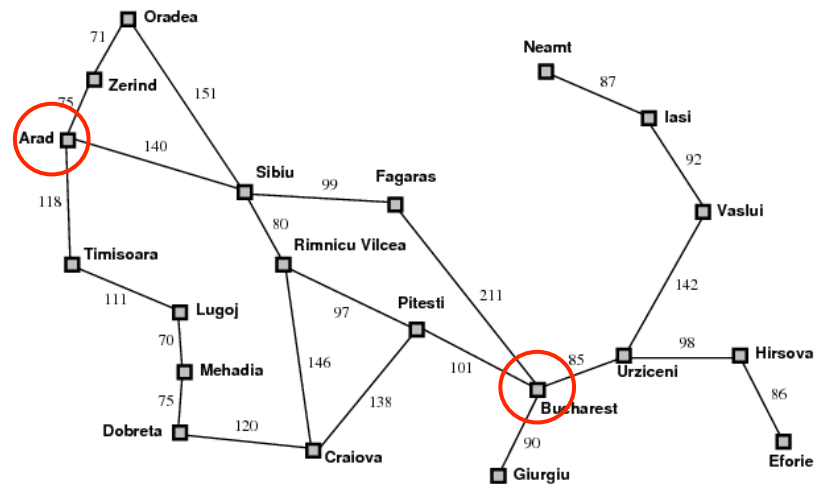 Oradea
71
Neamt
Zerind
87
151
75
Iasi
Arad
140
92
Sibiu
Fagaras
99
118
Vaslui
80
Timisoara
Rimnicu Vilcea
142
111
211
Lugoj
Pitesti
97
70
98
Hirsova
146
101
85
Mehadia
Urziceni
86
75
138
Bucharest
120
90
Dobreta
Craiova
Eforie
Giurgiu